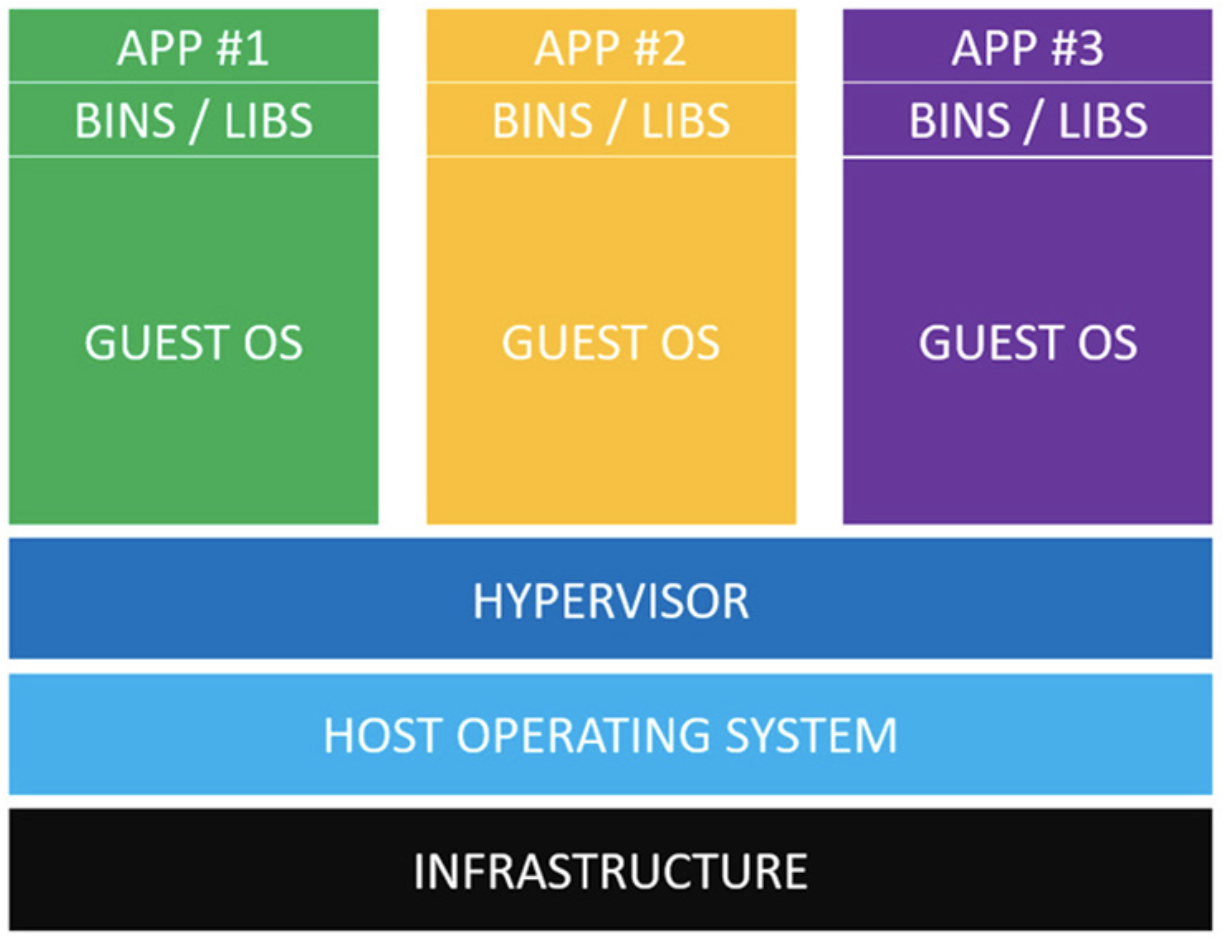 APP #1
BINS / LIBS
GUEST OS
APP #2
BINS / LIBS
GUEST OS
APP #3
BINS / LIBS
GUEST OS
HYPERVISOR
HOST OPERATING SYSTEM
INFRASTRUCTURE